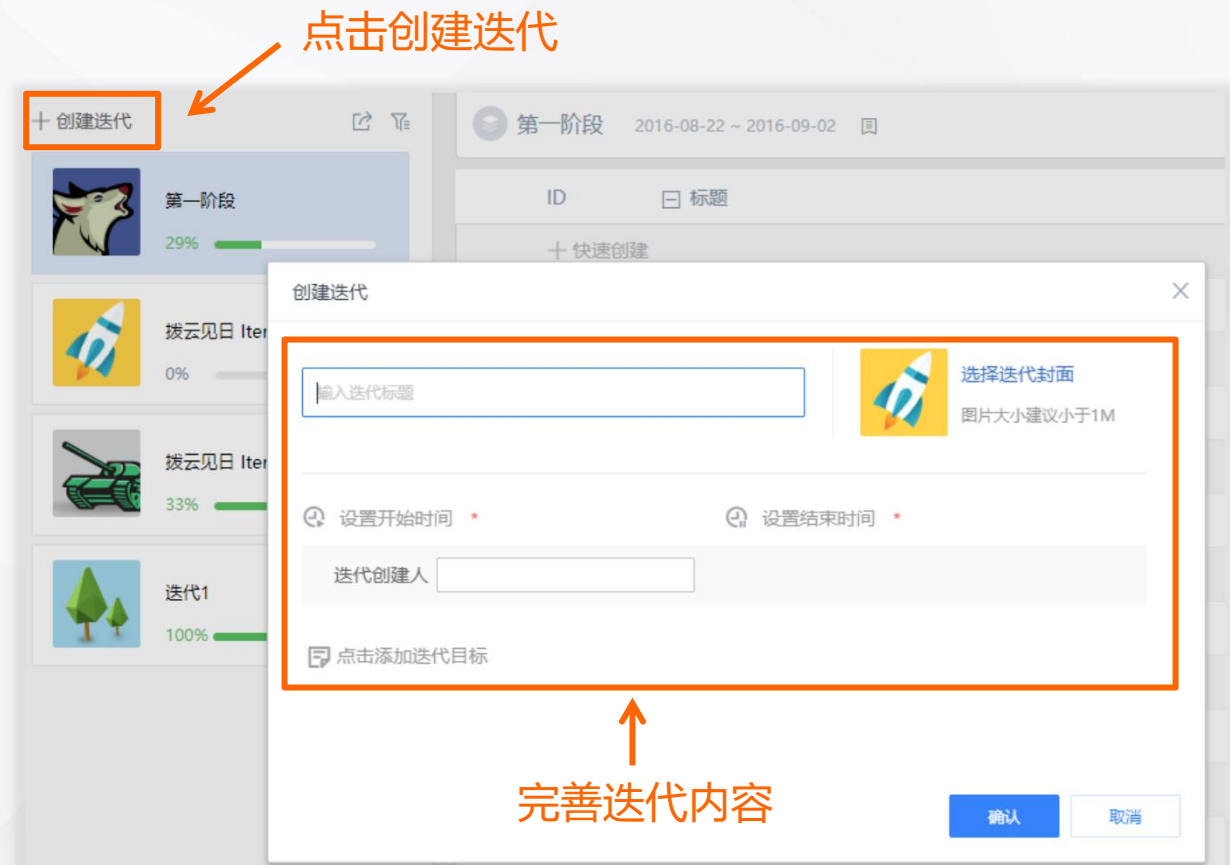 点击创建迭代
创建迭代
第一阶段 2016-08-22 ~ 2016-09-02
第一阶段
29%
ID 标题
快速创建
创建迭代
拨云见日 Iter
0%
输入迭代标题
选择迭代封面
图片大小建议小于1M
拨云见日 Iter
33%
设置开始时间 * 设置结束时间 *
迭代创建人
迭代1
100%
点击添加迭代目标
完善迭代内容
确认 取消